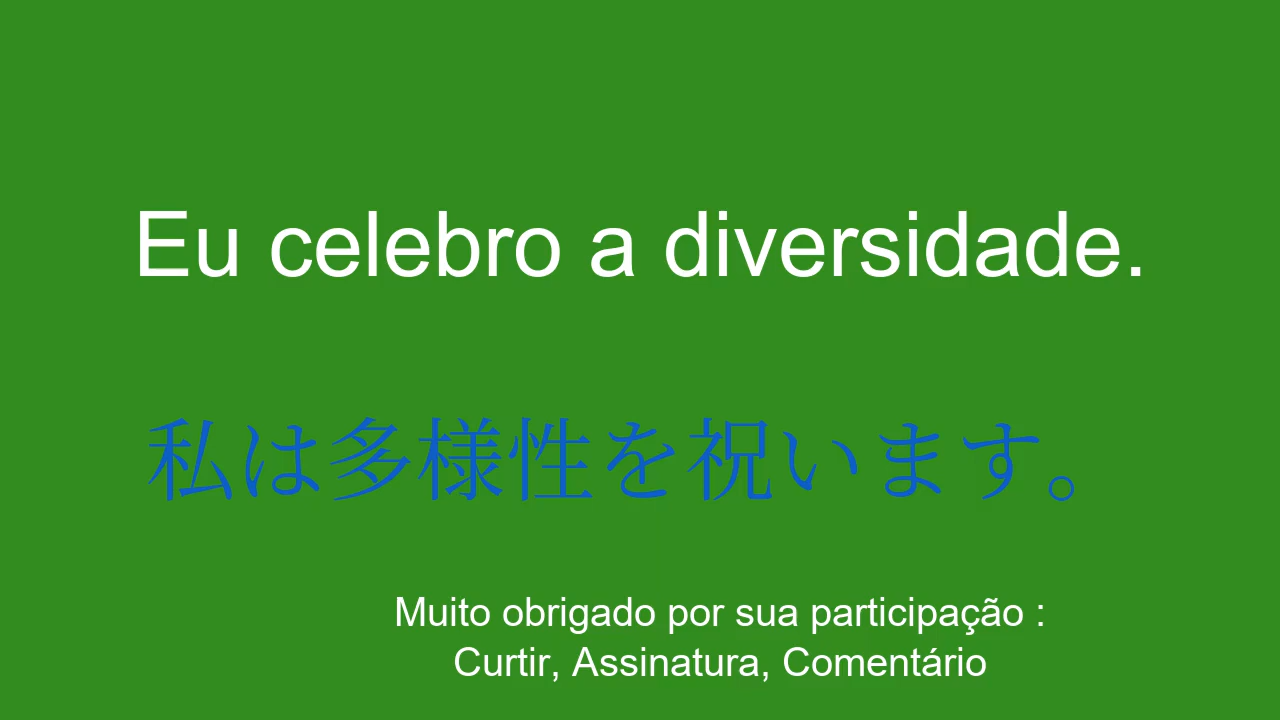 Eu celebro a diversidade.
私は多様性を祝います。
Muito obrigado por sua participação :
Curtir, Assinatura, Comentário